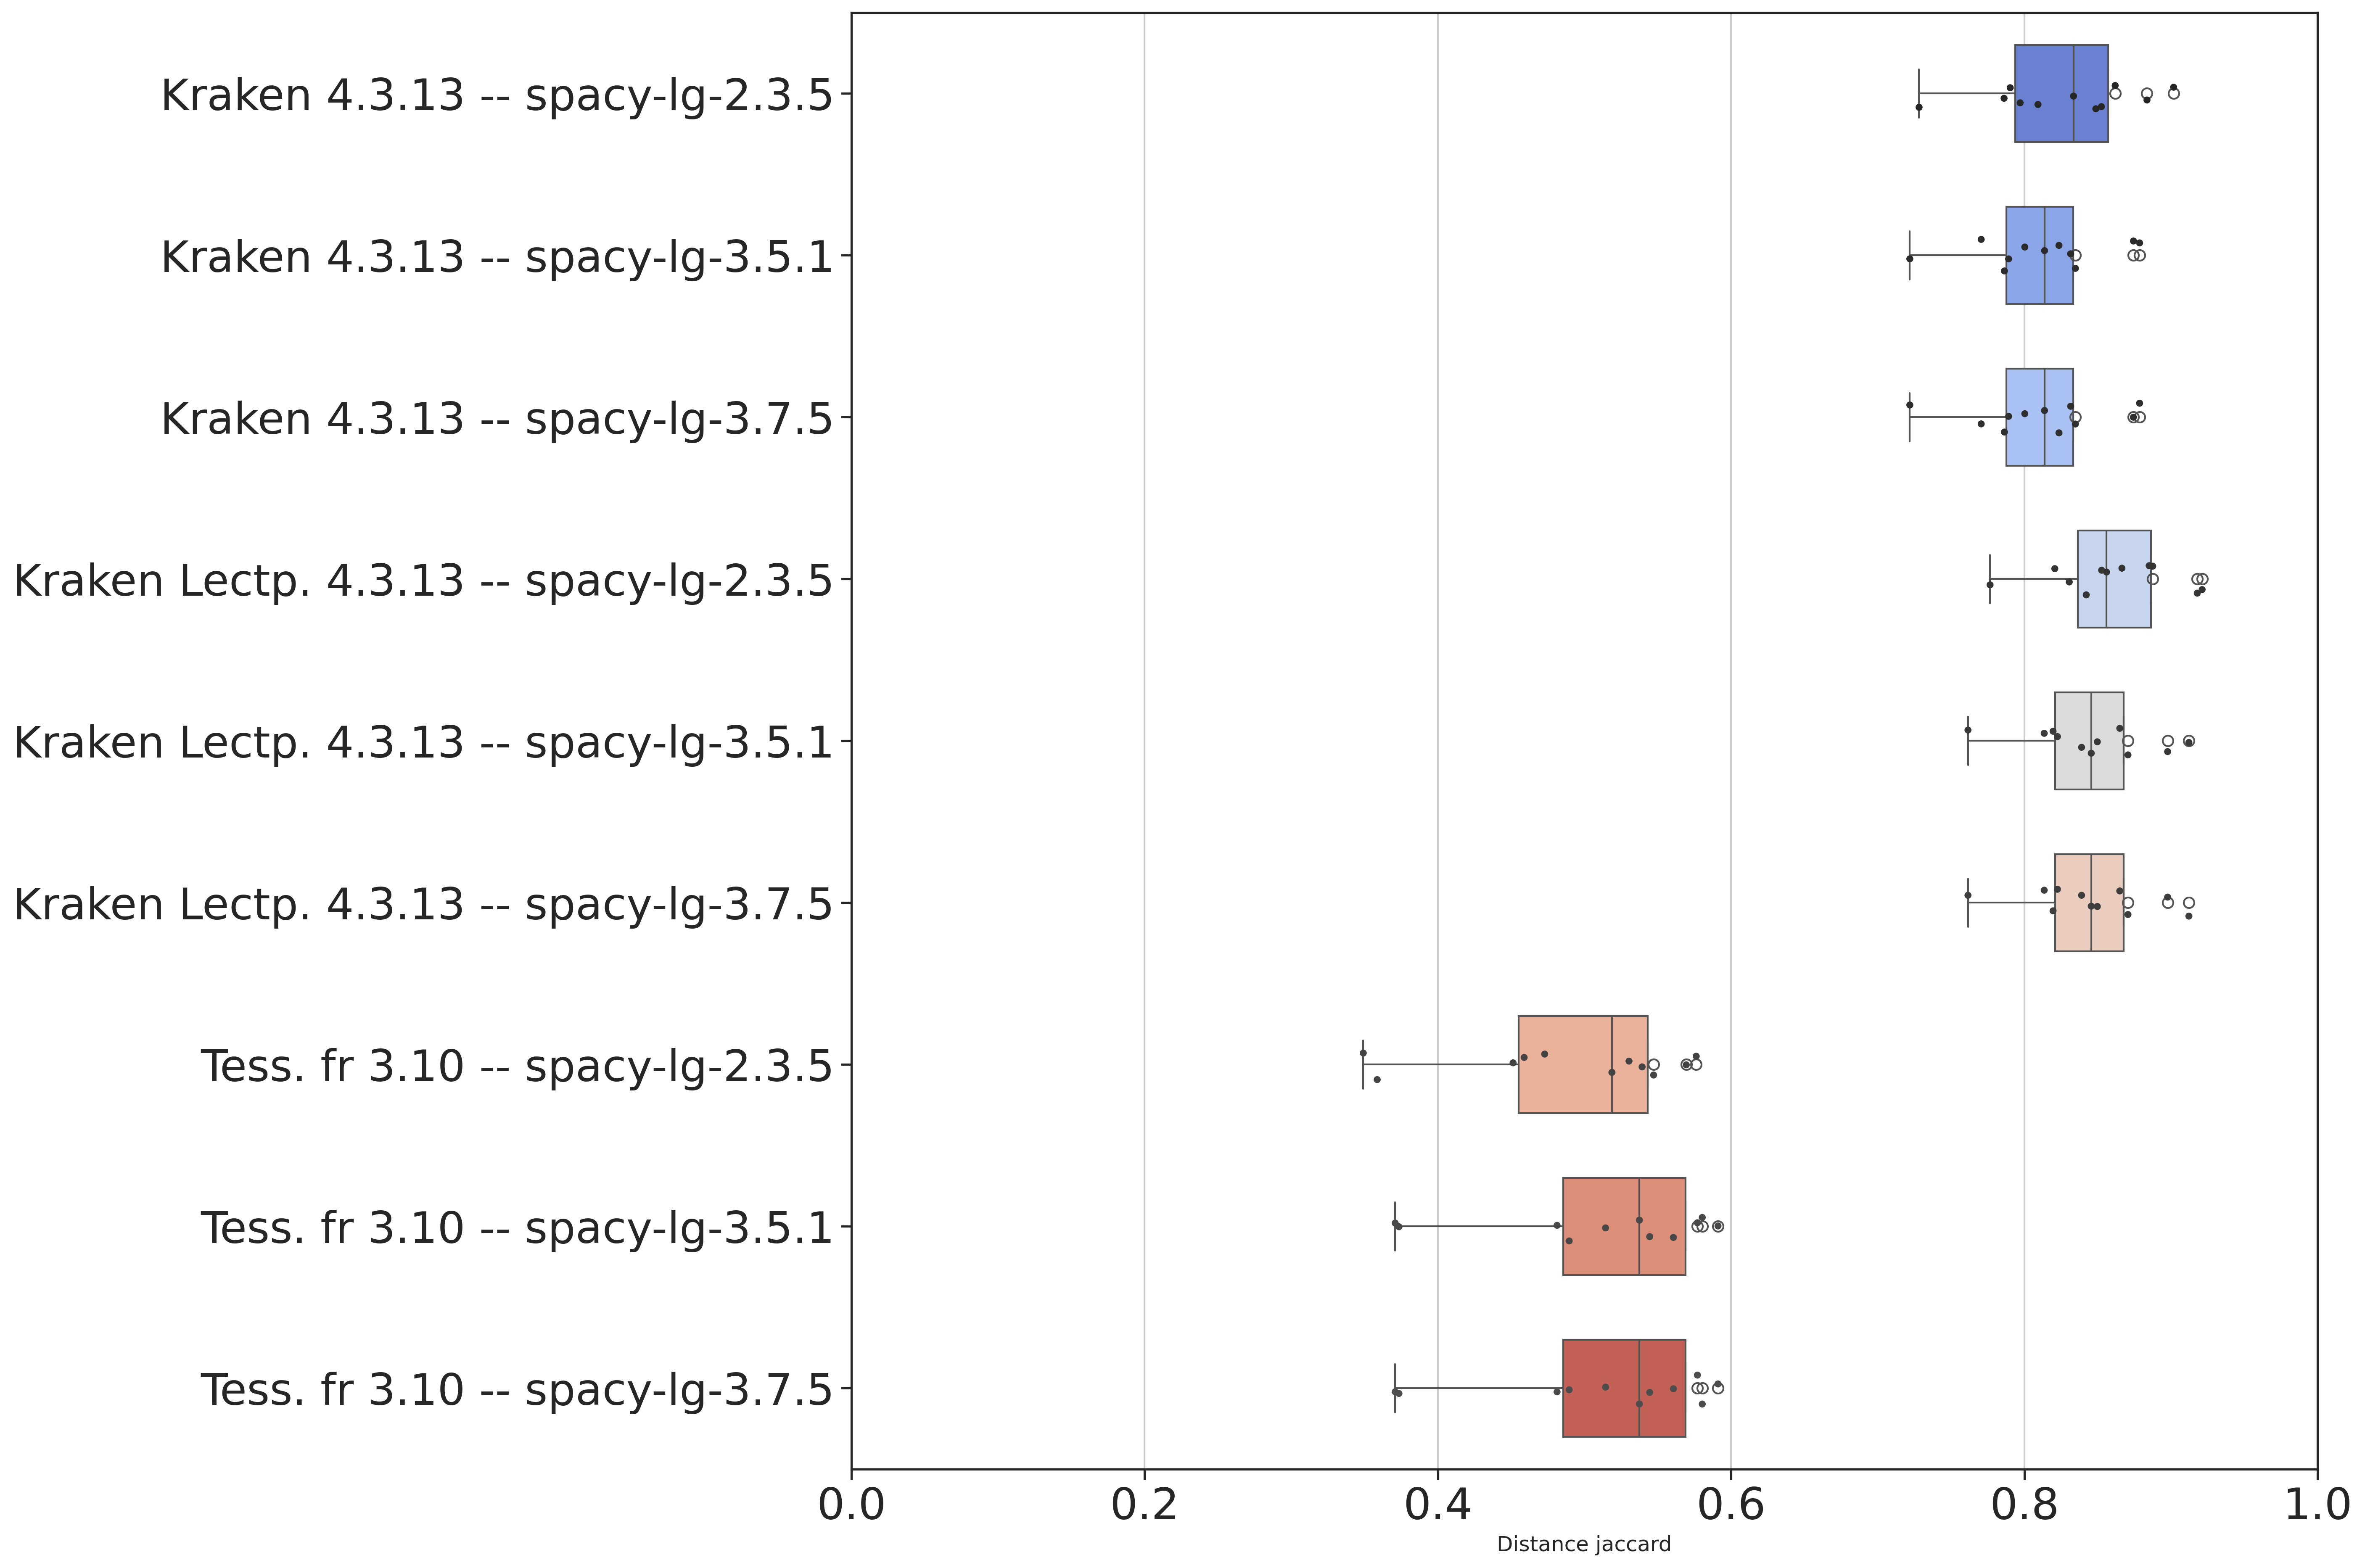 Kraken 4.3.13 -- spacy-lg-2.3.5
Kraken 4.3.13 -- spacy-lg-3.5.1
Kraken 4.3.13 -- spacy-lg-3.7.5
Kraken Lectp. 4.3.13 -- spacy-lg-2.3.5
Kraken Lectp. 4.3.13 -- spacy-lg-3.5.1
Kraken Lectp. 4.3.13 -- spacy-lg-3.7.5
Tess. fr 3.10 -- spacy-lg-2.3.5
Tess. fr 3.10 -- spacy-lg-3.5.1
Tess. fr 3.10 -- spacy-lg-3.7.5
0.0 0.2 0.4 0.6 0.8 1.0
Distance jaccard